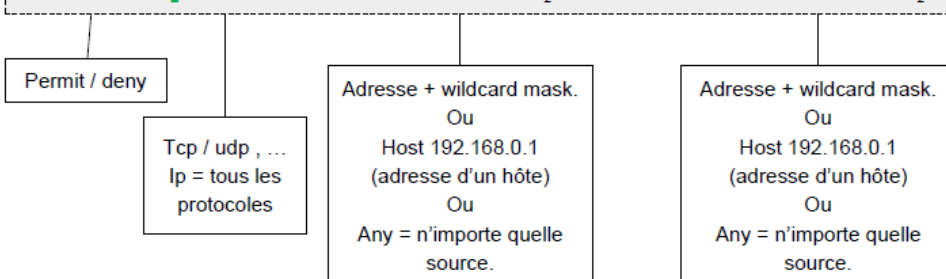 Permit / deny
Tcp / udp , …
Ip = tous les
protocoles
Adresse + wildcard mask.
Ou
Host 192.168.0.1
(adresse d'un hôte)
Ou
Any = n'importe quelle
source.
Adresse + wildcard mask.
Ou
Host 192.168.0.1
(adresse d'un hôte)
Ou
Any = n'importe quelle
source.